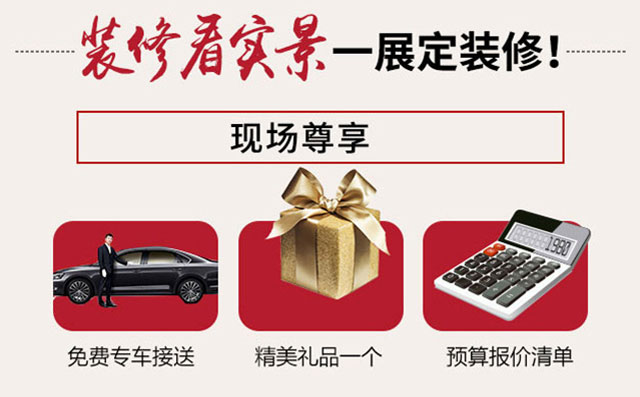 装修看实景一展定装修！
现场尊享
1980
免费专车接送
精美礼品一个
预算报价清单